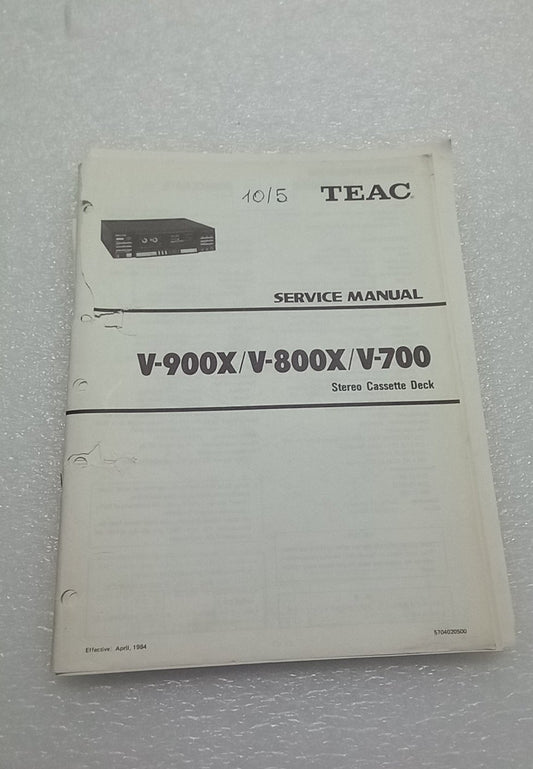 10/5 TEAC
SERVICE MANUAL
V-900X/V-800X/V-700
Stereo Cassette Deck
Effective: April, 1984
5704020500